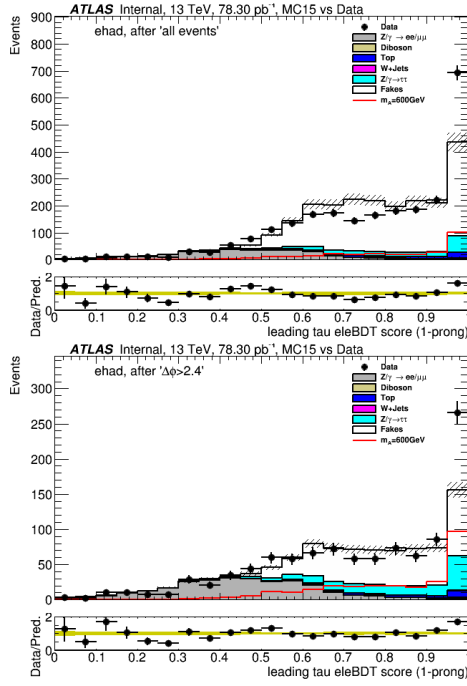 ATLAS Internal, 13 TeV, 78.30 pb⁻¹, MC15 vs Data
Events
ehad, after 'all events'
Data
Z/γ → ee/μμ
Diboson
Top
W+Jets
Z/γ→ττ
Fakes
m_A=600GeV
900
800
700
600
500
400
300
200
100
0
Data/Pred.
2
1
0
0 0.1 0.2 0.3 0.4 0.5 0.6 0.7 0.8 0.9 1
leading tau eleBDT score (1-prong)
ATLAS Internal, 13 TeV, 78.30 pb⁻¹, MC15 vs Data
Events
ehad, after 'Δϕ>2.4'
Data
Z/γ → ee/μμ
Diboson
Top
W+Jets
Z/γ→ττ
Fakes
m_A=600GeV
300
250
200
150
100
50
0
Data/Pred.
2
1
0
0 0.1 0.2 0.3 0.4 0.5 0.6 0.7 0.8 0.9 1
leading tau eleBDT score (1-prong)